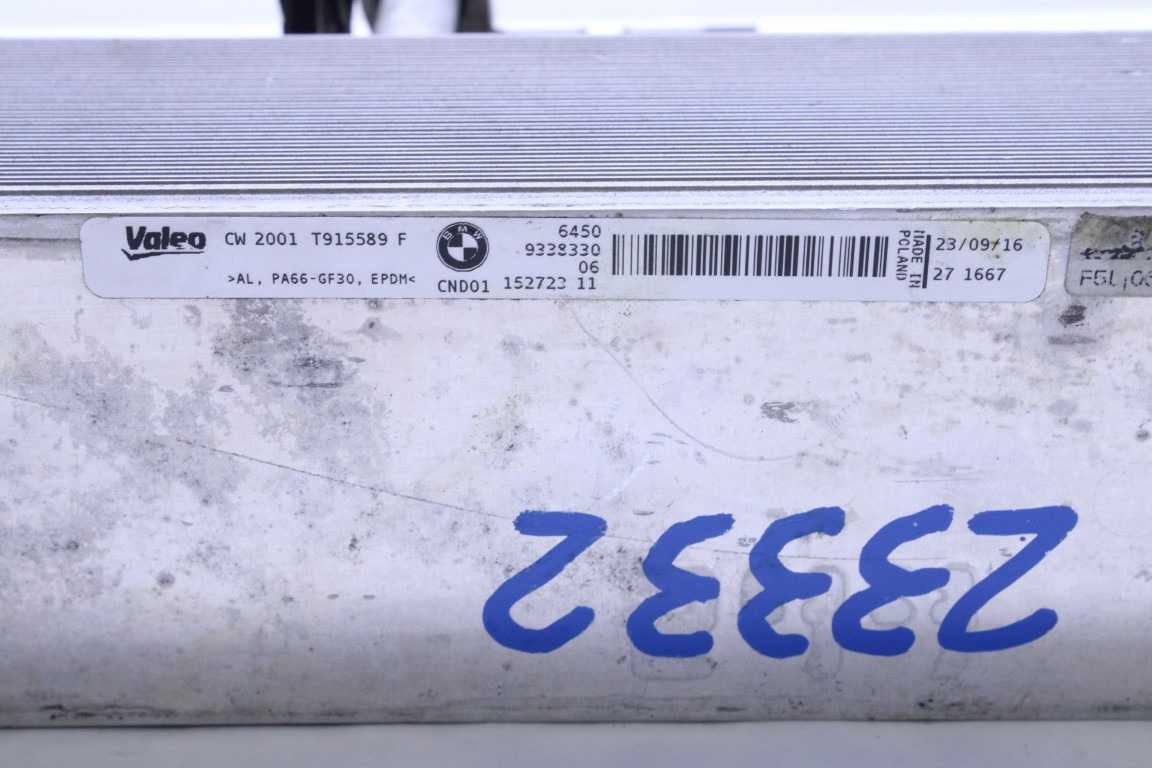 Valeo CW 2001 T915589 F
>AL, PA66-GF30, EPDM<
BMW
6450
9338330
06
CND01 152723 11
MADE IN
POLAND
23/09/16
27 1667
23332